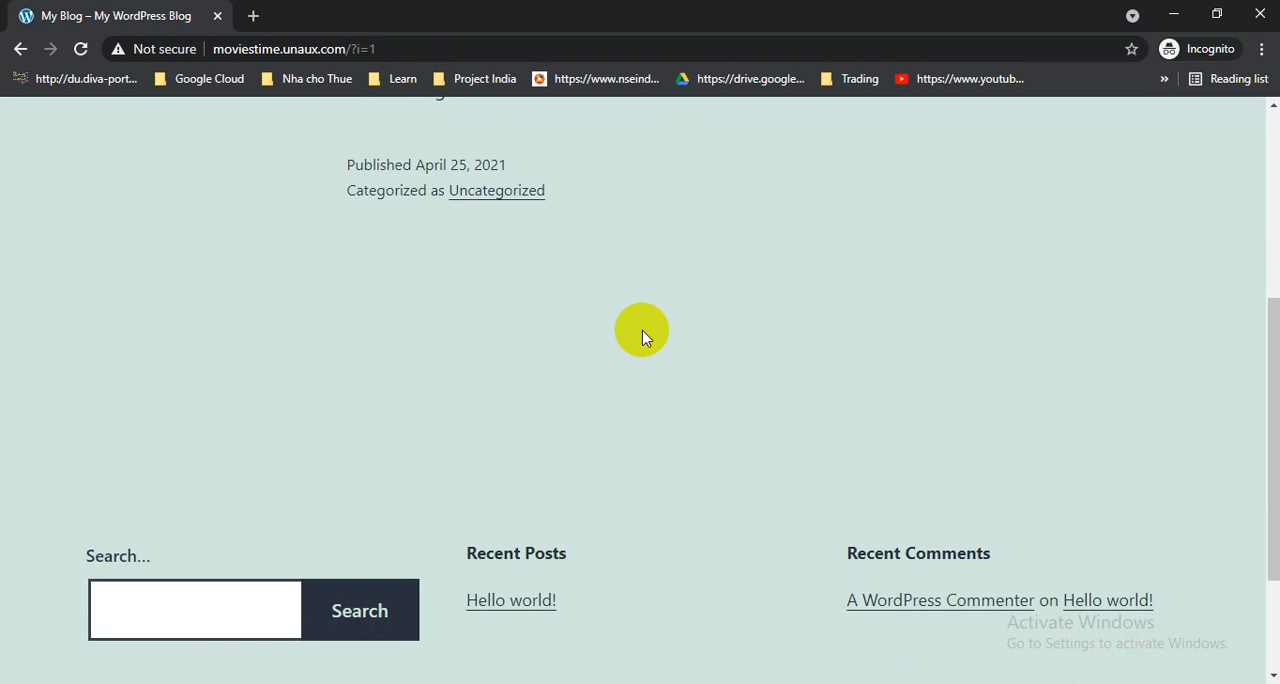 My Blog – My WordPress Blog
Not secure moviestime.unaux.com/?i=1 Incognito
http://du.diva-port... Google Cloud Nha cho Thue Learn Project India https://www.nseind... https://drive.google... Trading https://www.youtub... » Reading list
Published April 25, 2021
Categorized as Uncategorized
Search... Recent Posts Recent Comments
Search Hello world! A WordPress Commenter on Hello world!
Activate Windows
Go to Settings to activate Windows.